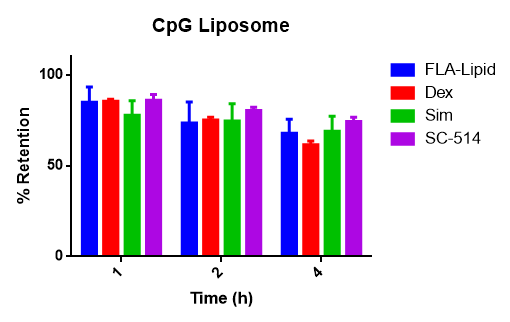 CpG Liposome
% Retention
100
50
0
1
2
4
Time (h)
FLA-Lipid
Dex
Sim
SC-514